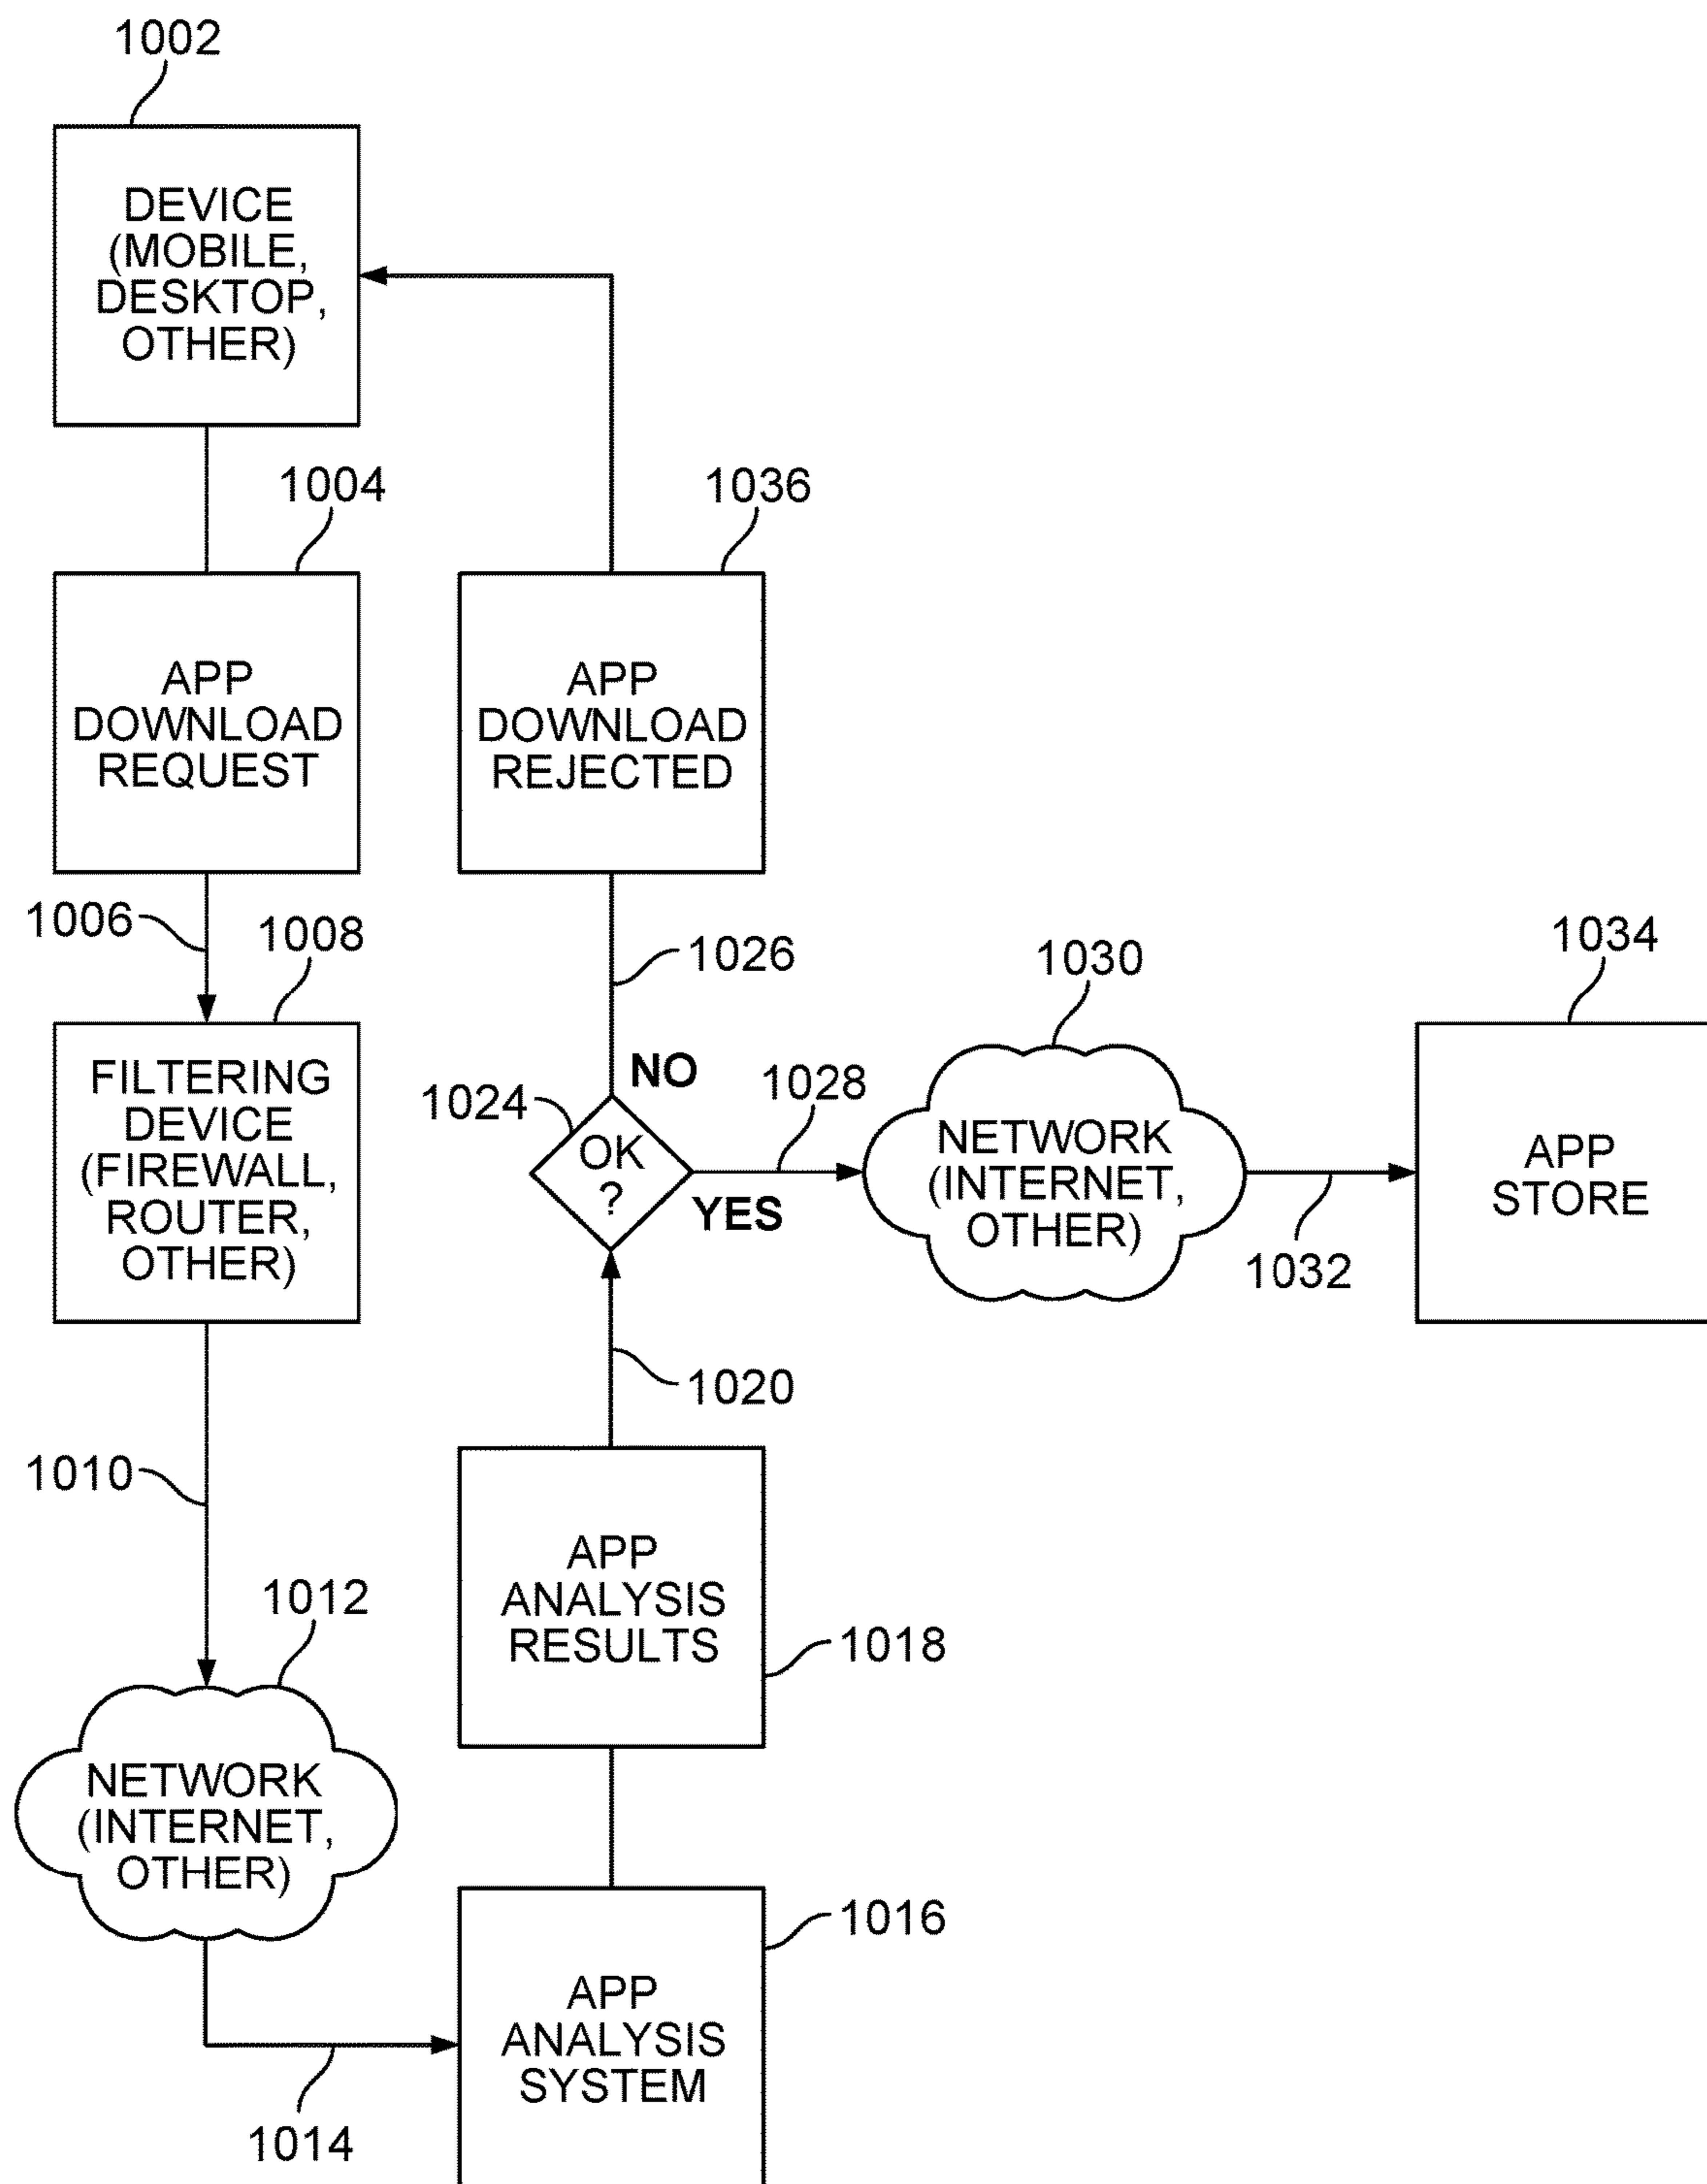 1002
DEVICE
(MOBILE,
DESKTOP,
OTHER)
1004
APP
DOWNLOAD
REQUEST
1036
APP
DOWNLOAD
REJECTED
1006
1008
FILTERING
DEVICE
(FIREWALL,
ROUTER,
OTHER)
1026
NO
1024
OK
?
YES
1028
1030
NETWORK
(INTERNET,
OTHER)
1032
1034
APP
STORE
1020
1010
APP
ANALYSIS
RESULTS
1018
1012
NETWORK
(INTERNET,
OTHER)
1014
APP
ANALYSIS
SYSTEM
1016